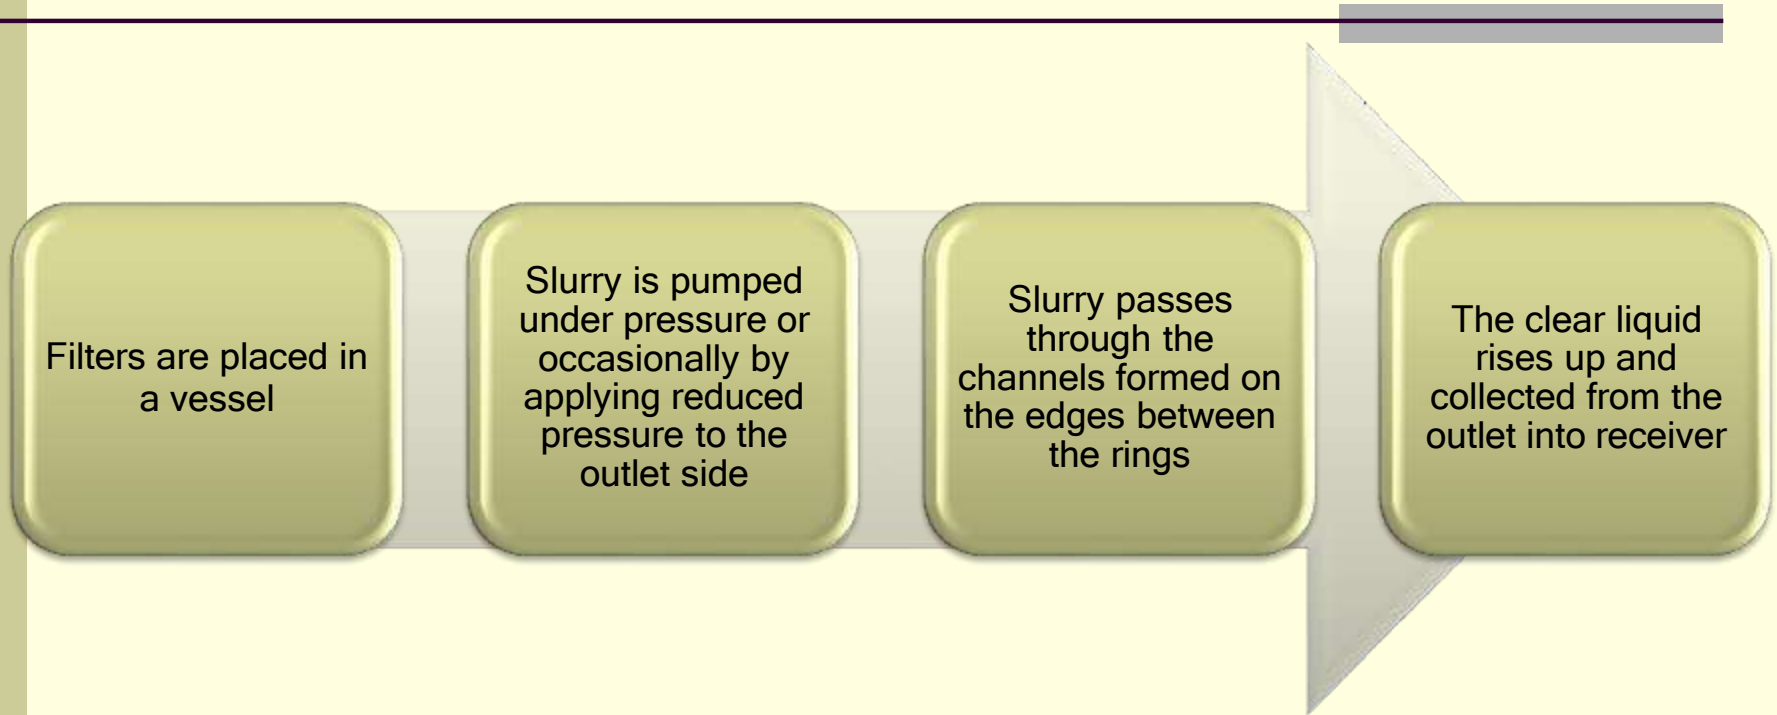 Filters are placed in
a vessel
Slurry is pumped
under pressure or
occasionally by
applying reduced
pressure to the
outlet side
Slurry passes
through the
channels formed on
the edges between
the rings
The clear liquid
rises up and
collected from the
outlet into receiver